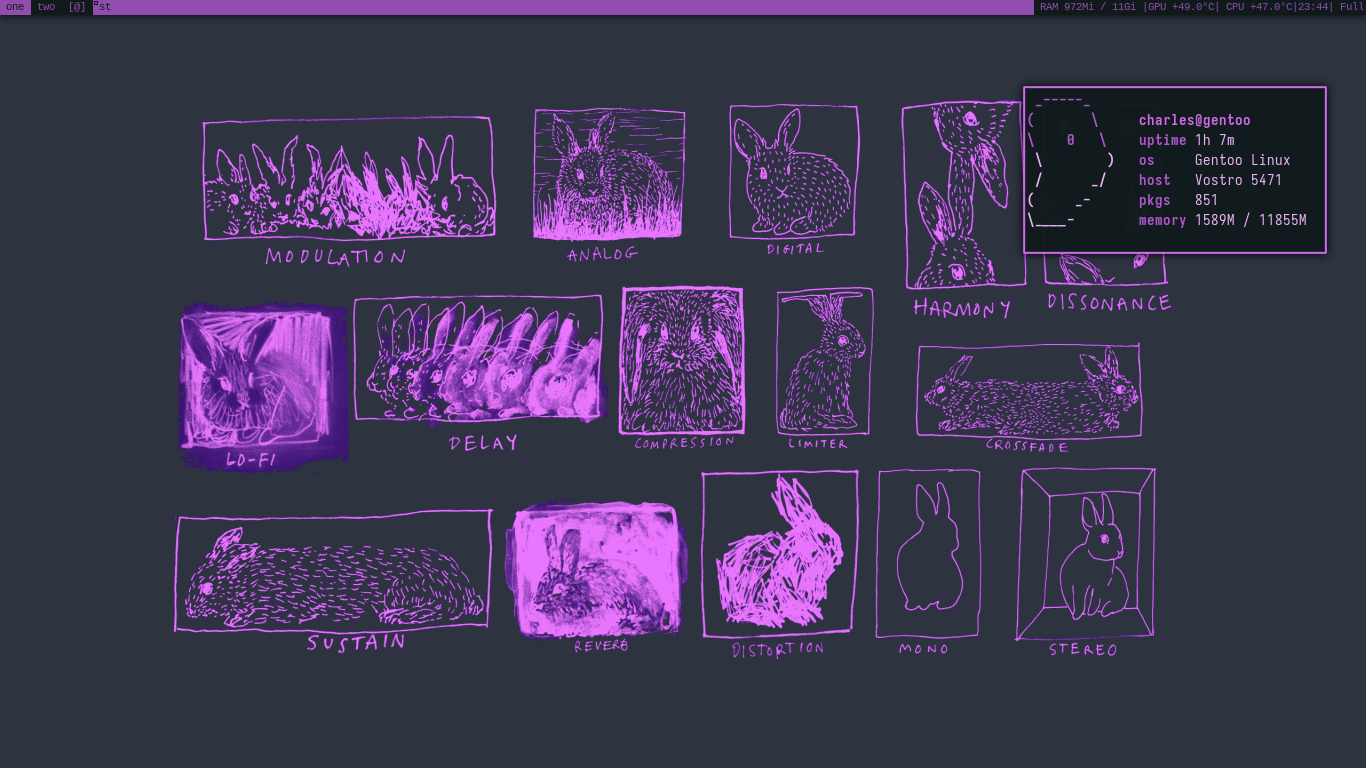 one two [@] st RAM 972Mi / 11Gi |GPU +49.0°C| CPU +47.0°C|23:44| Full
charles@gentoo
uptime 1h 7m
os Gentoo Linux
host Vostro 5471
pkgs 851
memory 1589M / 11855M
MODULATION
ANALOG
DIGITAL
HARMONY
DISSONANCE
LO-FI
DELAY
COMPRESSION
LIMITER
CROSSFADE
SUSTAIN
REVERB
DISTORTION
MONO
STEREO